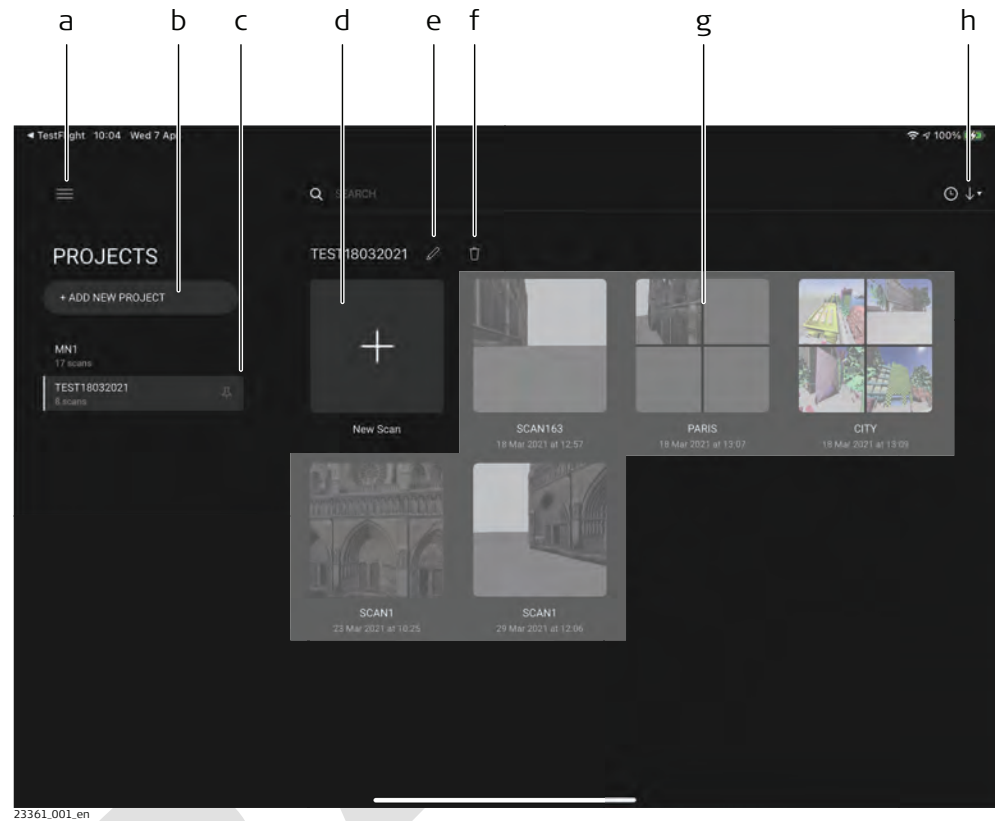 a b c d e f g h
TestFlight 10:04 Wed 7 Apr
100%
SEARCH
PROJECTS
TEST18032021
+ ADD NEW PROJECT
MN1
17 scans
TEST18032021
8 scans
New Scan
SCAN163
18 Mar 2021 at 12:57
PARIS
18 Mar 2021 at 13:07
CITY
18 Mar 2021 at 13:09
SCAN1
23 Mar 2021 at 10:25
SCAN1
29 Mar 2021 at 12:06
23361_001_en